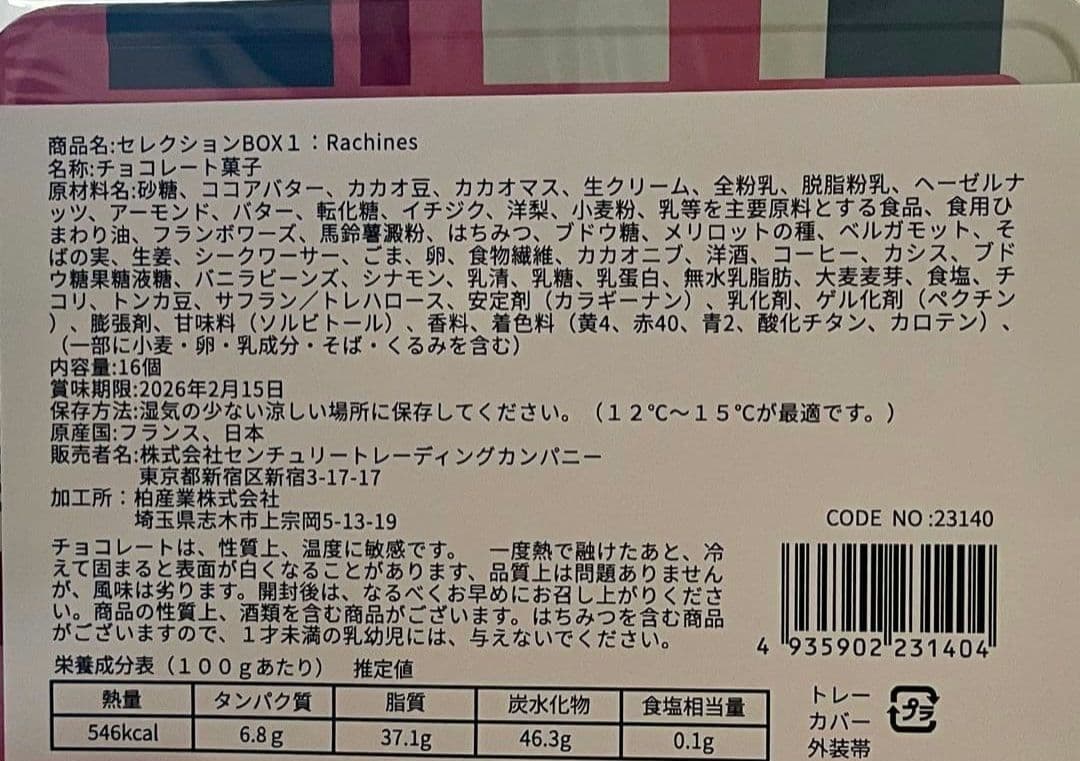 商品名:セレクションBOX１：Rachines
名称:チョコレート菓子
原材料名:砂糖、ココアバター、カカオ豆、カカオマス、生クリーム、全粉乳、脱脂粉乳、ヘーゼルナ
ッツ、アーモンド、バター、転化糖、イチジク、洋梨、小麦粉、乳等を主要原料とする食品、食用ひ
まわり油、フランボワーズ、馬鈴薯澱粉、はちみつ、ブドウ糖、メリロットの種、ベルガモット、そ
ばの実、生姜、シークワーサー、ごま、卵、食物繊維、カカオニブ、洋酒、コーヒー、カシス、ブド
ウ糖果糖液糖、バニラビーンズ、シナモン、乳清、乳糖、乳蛋白、無水乳脂肪、大麦麦芽、食塩、チ
コリ、トンカ豆、サフラン／トレハロース、安定剤（カラギーナン）、乳化剤、ゲル化剤（ペクチン
）、膨張剤、甘味料（ソルビトール）、香料、着色料（黄4、赤40、青2、酸化チタン、カロテン）、
（一部に小麦・卵・乳成分・そば・くるみを含む）
内容量:16個
賞味期限:2026年2月15日
保存方法:湿気の少ない涼しい場所に保存してください。（１２℃～１５℃が最適です。）
原産国:フランス、日本
販売者名:株式会社センチュリートレーディングカンパニー
東京都新宿区新宿3-17-17
加工所：柏産業株式会社
埼玉県志木市上宗岡5-13-19
CODE NO :23140
チョコレートは、性質上、温度に敏感です。　一度熱で融けたあと、冷
えて固まると表面が白くなることがあります、品質上は問題ありません
が、風味は劣ります。開封後は、なるべくお早めにお召し上がりくださ
い。商品の性質上、酒類を含む商品がございます。はちみつを含む商品
がございますので、１才未満の乳幼児には、与えないでください。
4 935902 231404
栄養成分表（１００ｇあたり）　推定値
熱量 タンパク質 脂質 炭水化物 食塩相当量
546kcal 6.8ｇ 37.1g 46.3g 0.1g
トレー
カバー
外装帯
プラ